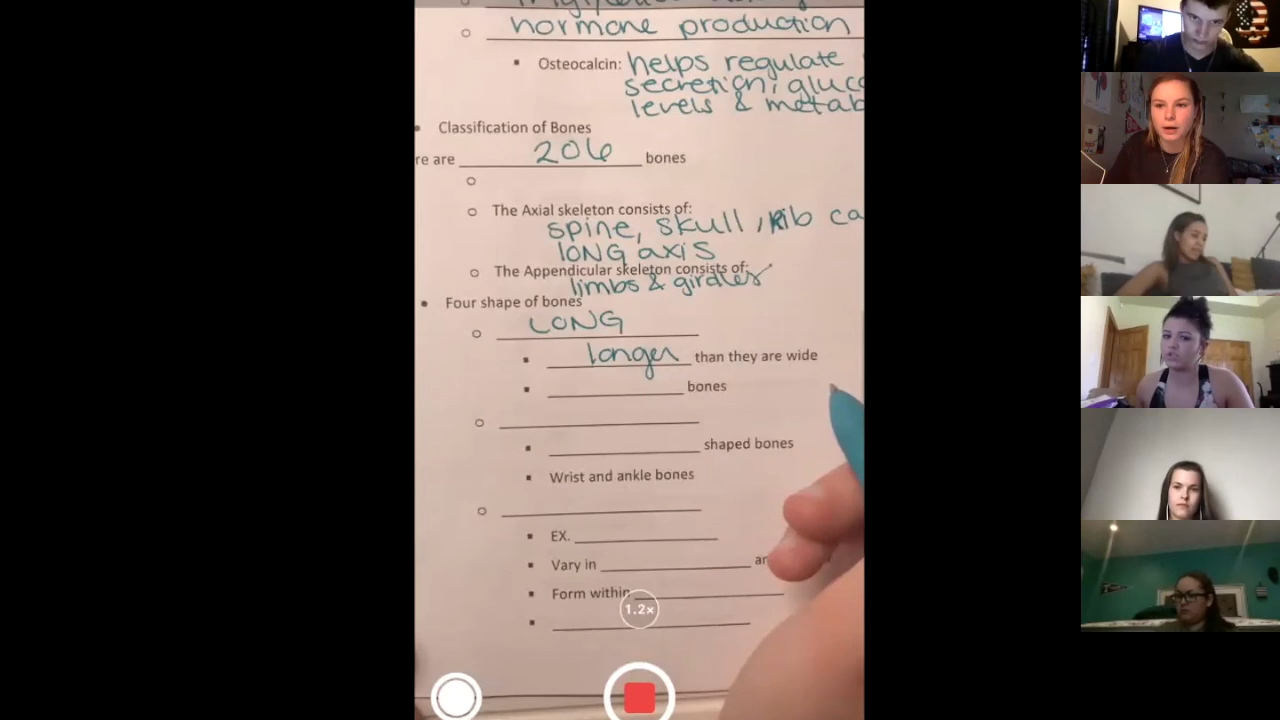 hormone production
Osteocalcin: helps regulate
secretion, gluco
levels & metab
Classification of Bones
re are 206 bones
The Axial skeleton consists of:
spine, skull, Rib ca
LONG axis
The Appendicular skeleton consists of:
limbs & girdles
Four shape of bones
LONG
longer than they are wide
bones
shaped bones
Wrist and ankle bones
EX.
Vary in
Form within
1.2x